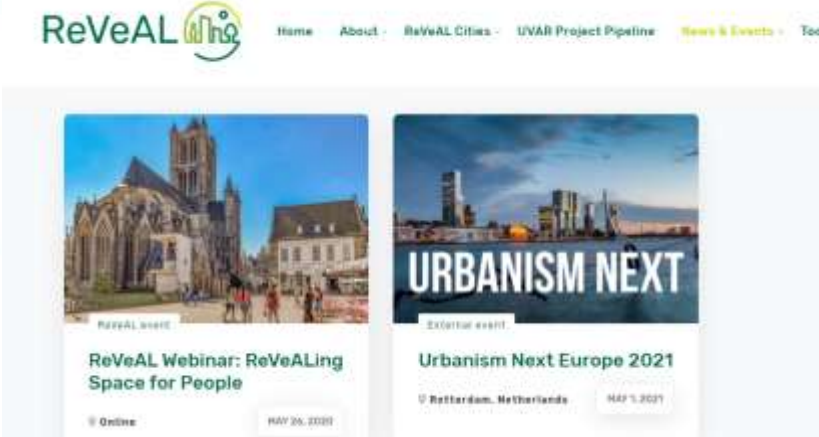 ReVeAL
Home About ReVeAL Cities UVAR Project Pipeline News & Events Too
URBANISM NEXT
ReVeAL event
External event
ReVeAL Webinar: ReVeALing
Space for People
Urbanism Next Europe 2021
Online
MAY 26, 2020
Rotterdam, Netherlands
MAY 1, 2021